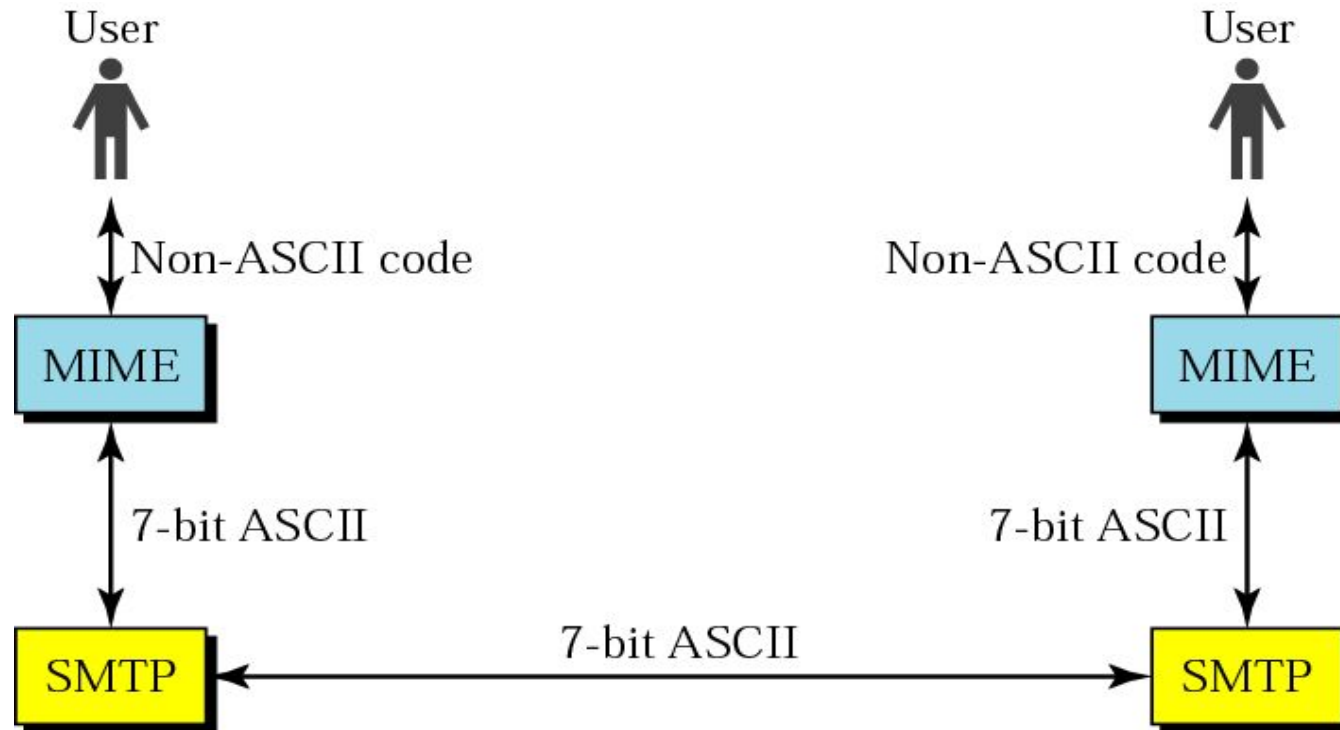 User
User
Non-ASCII code
Non-ASCII code
MIME
MIME
7-bit ASCII
7-bit ASCII
7-bit ASCII
SMTP
SMTP